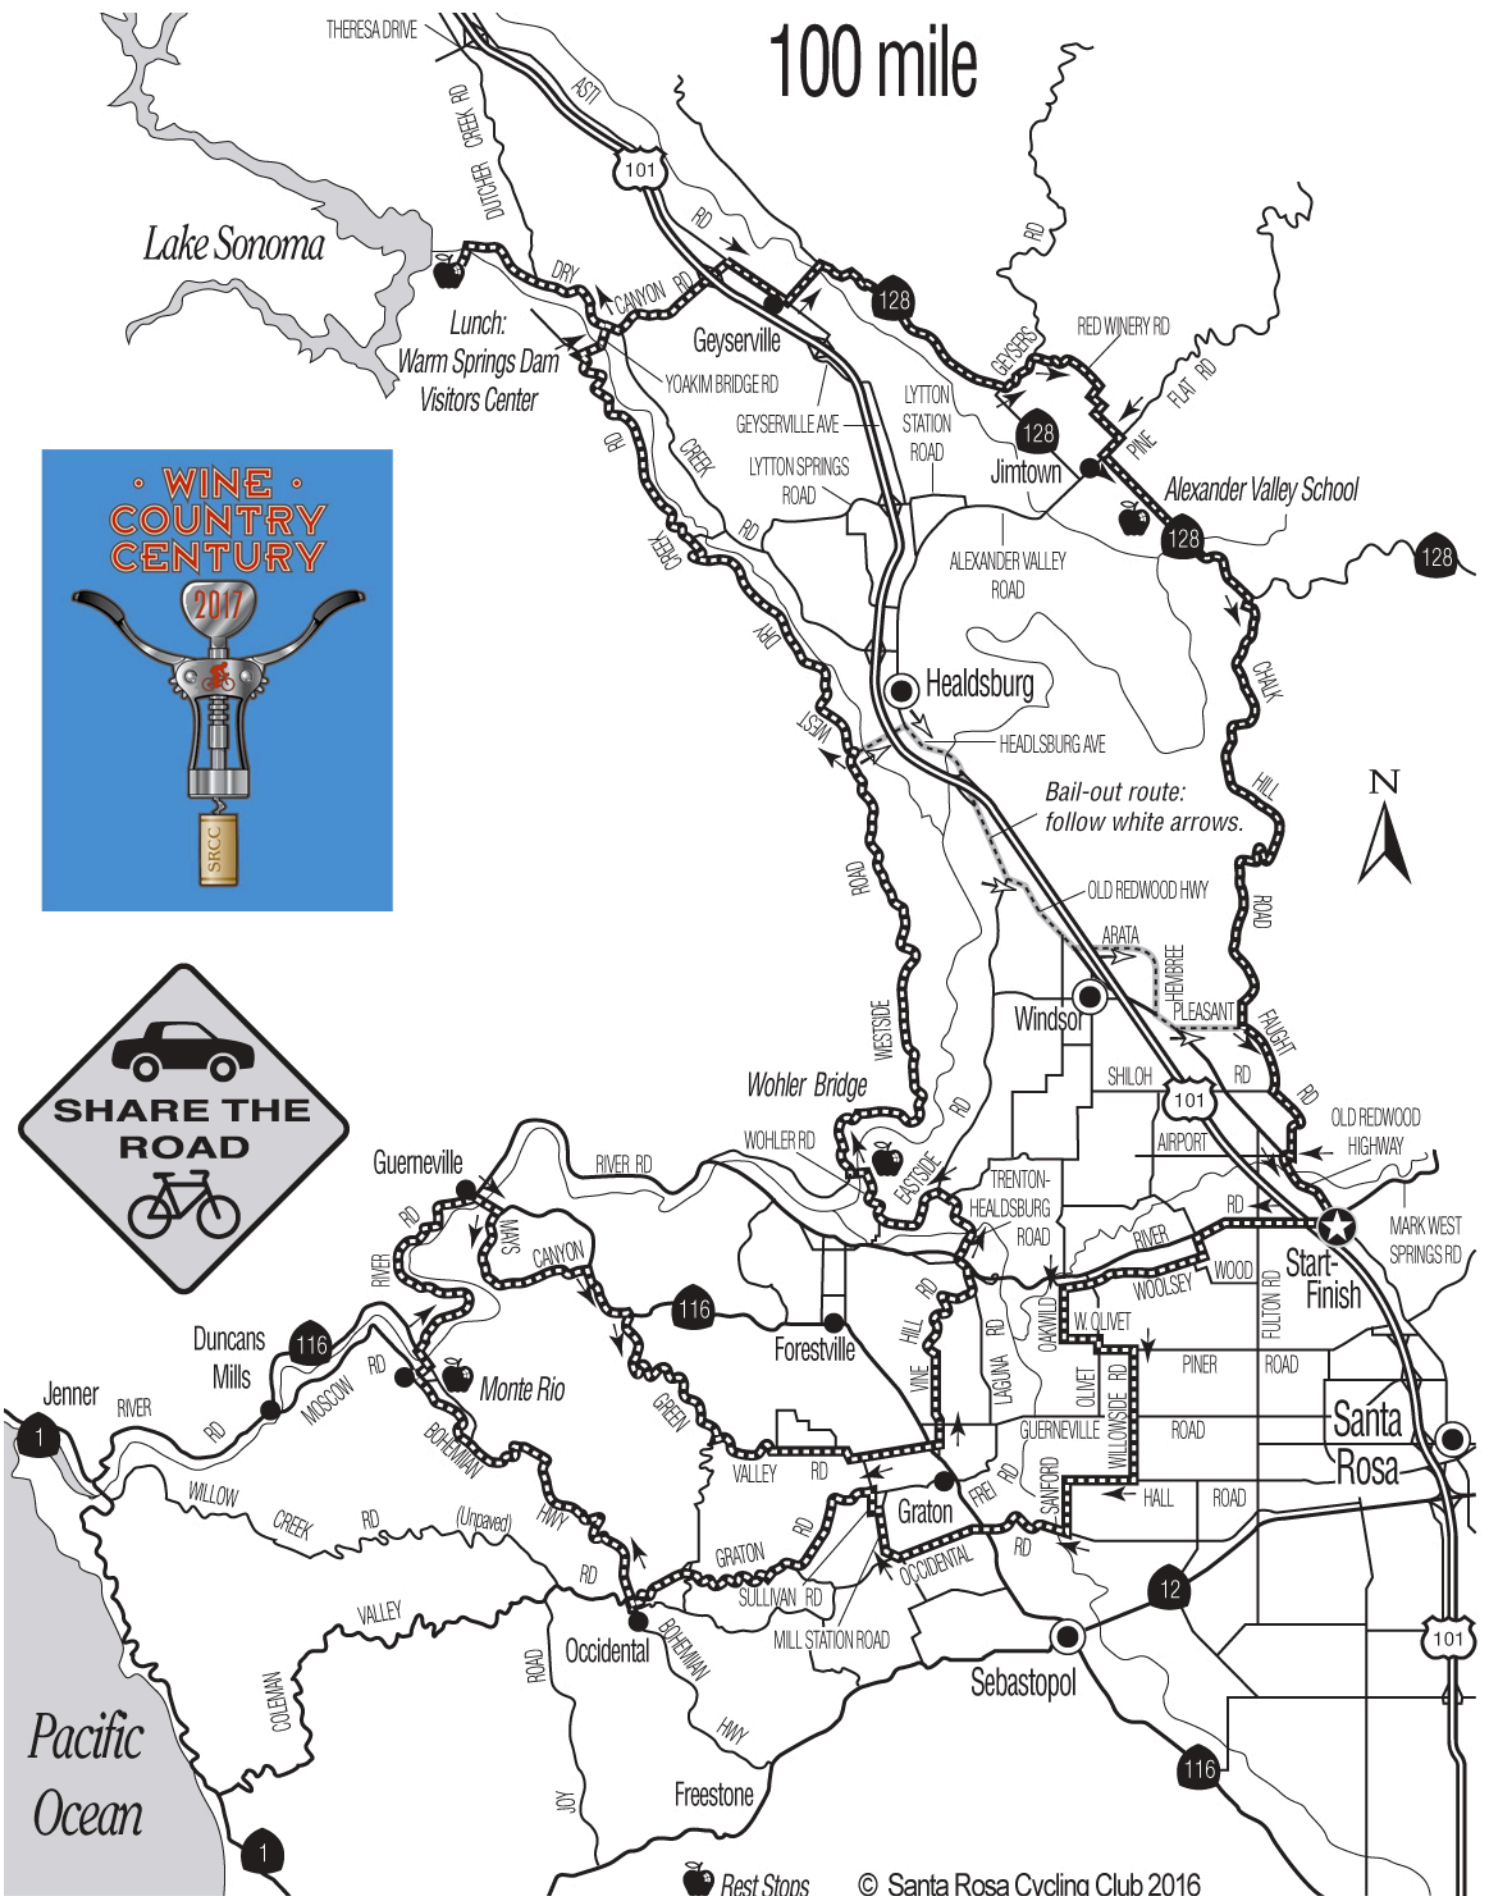 THERESA DRIVE
100 mile
ASTI
DUTCHER CREEK RD
101
RD
RD
Lake Sonoma
DRY
CANYON RD
128
Lunch:
Warm Springs Dam
Visitors Center
Geyserville
GEYSERS
RED WINERY RD
YOAKIM BRIDGE RD
FLAT RD
GEYSERVILLE AVE
LYTTON
STATION
ROAD
128
PINE
RD
CREEK
LYTTON SPRINGS
ROAD
Jimtown
Alexander Valley School
· WINE ·
COUNTRY
CENTURY
2017
SRCC
CREEK
RD
128
128
ALEXANDER VALLEY
ROAD
DRY
CHALK
Healdsburg
WEST
HEADLSBURG AVE
HILL
N
Bail-out route:
follow white arrows.
ROAD
OLD REDWOOD HWY
ROAD
ARATA
HEMBREE
WESTSIDE
Windsor
PLEASANT
FAUGHT
SHARE THE
ROAD
Wohler Bridge
RD
SHILOH
RD
101
RD
OLD REDWOOD
HIGHWAY
WOHLER RD
AIRPORT
Guerneville
RIVER RD
EASTSIDE
TRENTON-
HEALDSBURG
ROAD
RD
MARK WEST
SPRINGS RD
RD
MAYS
CANYON
RIVER
Start-
Finish
RIVER
WOOD
WOOLSEY
FULTON RD
RD
116
OAKWILD
W. OLIVET
Duncans
Mills
116
Forestville
HILL
RD
PINER
ROAD
RD
MOSCOW
Monte Rio
GREEN
VINE
LAGUNA
OLIVET
WILLOWSIDE RD
Jenner
RIVER
RD
1
BOHEMIAN
GUERNEVILLE
ROAD
Santa
Rosa
VALLEY
RD
WILLOW
CREEK
RD
(Unpaved)
HWY
Graton
FREI
RD
SANFORD
HALL
ROAD
RD
GRATON
RD
OCCIDENTAL
RD
SULLIVAN RD
12
VALLEY
Occidental
BOHEMIAN
MILL STATION ROAD
101
ROAD
Sebastopol
COLEMAN
HWY
Pacific
Ocean
116
JOY
Freestone
1
Rest Stops
© Santa Rosa Cycling Club 2016